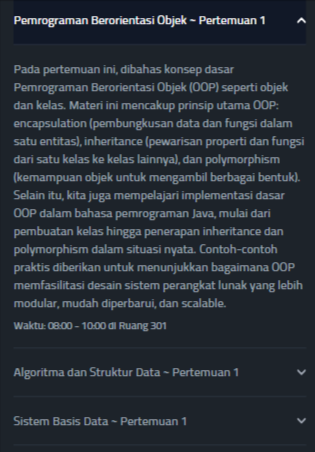 Pemrograman Berorientasi Objek ~ Pertemuan 1
Pada pertemuan ini, dibahas konsep dasar
Pemrograman Berorientasi Objek (OOP) seperti objek
dan kelas. Materi ini mencakup prinsip utama OOP:
encapsulation (pembungkusan data dan fungsi dalam
satu entitas), inheritance (pewarisan properti dan fungsi
dari satu kelas ke kelas lainnya), dan polymorphism
(kemampuan objek untuk mengambil berbagai bentuk).
Selain itu, kita juga mempelajari implementasi dasar
OOP dalam bahasa pemrograman Java, mulai dari
pembuatan kelas hingga penerapan inheritance dan
polymorphism dalam situasi nyata. Contoh-contoh
praktis diberikan untuk menunjukkan bagaimana OOP
memfasilitasi desain sistem perangkat lunak yang lebih
modular, mudah diperbarui, dan scalable.
Waktu: 08:00 - 10:00 di Ruang 301
Algoritma dan Struktur Data ~ Pertemuan 1
Sistem Basis Data ~ Pertemuan 1